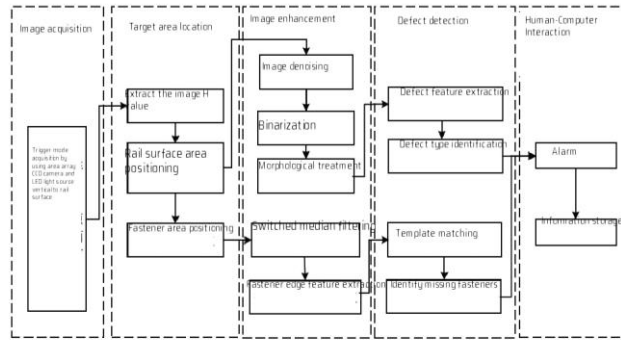 Image acquisition
Target area location
Image enhancement
Defect detection
Human-Computer
Interaction
Trigger mode
acquisition by
using area array
CCD camera and
LED light source
vertical to rail
surface
Extract the image H
value
Rail surface area
positioning
Fastener area positioning
Image denoising
Binarization
Morphological treatment
Switched median filtering
Fastener edge feature extraction
Defect feature extraction
Defect type identification
Template matching
Identify missing fasteners
Alarm
Information storage